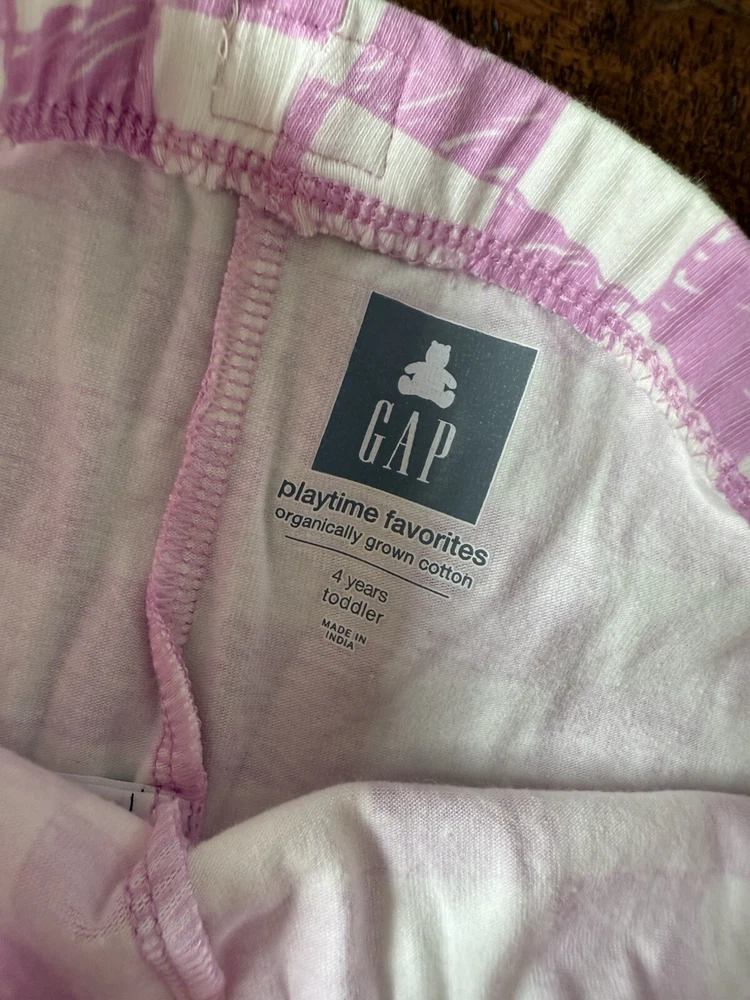 GAP
playtime favorites
organically grown cotton
4 years
toddler
MADE IN
INDIA